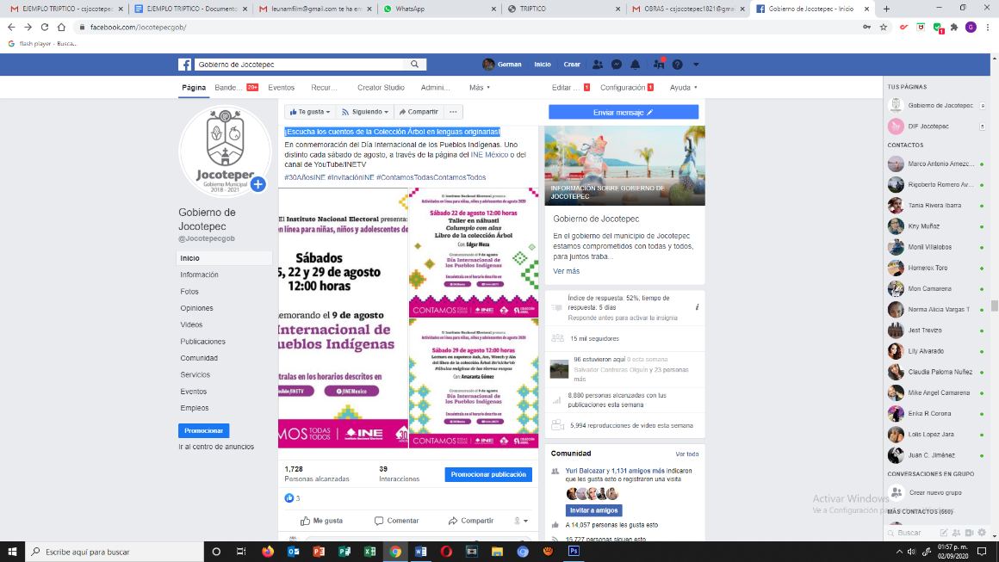 EJEMPLO TRIPTICO - csjocotepec
EJEMPLO TRIPTICO - Documento
leunamfilm@gmail.com te ha en
WhatsApp
TRIPTICO
OBRAS - csjocotepec1821@gmai
Gobierno de Jocotepec - Inicio
facebook.com/Jocotepecgob/
flash player - Busca...
Gobierno de Jocotepec
German
Inicio
Crear
Página
Bande...
20+
Eventos
Recur...
Creator Studio
Admini...
Más
Editar ...
1
Configuración
1
Ayuda
Jocotepec
Gobierno Municipal
2018 - 2021
Gobierno de
Jocotepec
@Jocotepecgob
Inicio
Información
Fotos
Opiniones
Videos
Publicaciones
Comunidad
Servicios
Eventos
Empleos
Promocionar
Ir al centro de anuncios
Te gusta
Siguiendo
Compartir
...
¡Escucha los cuentos de la Colección Árbol en lenguas originarias!
En conmemoración del Día Internacional de los Pueblos Indígenas. Uno
distinto cada sábado de agosto, a través de la página del INE México o del
canal de YouTube/INETV
#30AñosINE #InvitaciónINE #ContamosTodasContamosTodos
El Instituto Nacional Electoral presenta:
en línea para niñas, niños y adolescentes de
Sábados
5, 22 y 29 de agosto
12:00 horas
memorando el 9 de agosto
Internacional de
Pueblos Indígenas
tralas en los horarios descritos en
/INETV
/INEMexico
MOS TODAS TODOS
INE
Instituto Nacional Electoral
30
El Instituto Nacional Electoral presenta:
Actividades en línea para niñas, niños y adolescentes agosto 2020
Sábado 22 de agosto 12:00 horas
Taller en náhuatl
Columpio con alas
Libro de la colección Árbol
Con: Edgar Meza
Conmemorando el 9 de agosto
Día Internacional de
los Pueblos Indígenas
Encuéntrala en el horario descrito en
CONTAMOS TODAS TODOS
INE
El Instituto Nacional Electoral presenta:
Actividades en línea para niñas, niños y adolescentes agosto 2020
Sábado 29 de agosto 12:00 horas
Con: Amaranta Gómez
Conmemorando el 9 de agosto
Día Internacional de
los Pueblos Indígenas
Encuéntrala en el horario descrito en
CONTAMOS TODAS TODOS
INE
1,728
Personas alcanzadas
39
Interacciones
Promocionar publicación
3
Me gusta
Comentar
Compartir
Enviar mensaje
INFORMACIÓN SOBRE GOBIERNO DE
JOCOTEPEC
Gobierno de Jocotepec
En el gobierno del municipio de Jocotepec
estamos comprometidos con todas y todos,
para juntos traba...
Ver más
Índice de respuesta: 52%, tiempo de
respuesta: 5 días
Responde antes para activar la insignia
15 mil seguidores
96 estuvieron aquí 0 esta semana
Salvador Contreras Olguín y 23 personas
más
8,880 personas alcanzadas con tus
publicaciones esta semana
5,994 reproducciones de video esta semana
Comunidad
Ver todo
Yuri Balcazar y 1,131 amigos más indicaron
que les gusta esto o registraron una visita
Invitar a amigos
A 14,057 personas les gusta esto
15,727 personas siguen esto
TUS PÁGINAS
Gobierno de Jocotepec
9
DIF Jocotepec
5
CONTACTOS
Marco Antonio Amezc...
Rigoberto Romero Av...
Tania Rivera Ibarra
Kny Muñoz
Monii Villalobos
Homerox Toro
Mon Camarena
Norma Alicia Vargas T
Jest Trevizo
Lily Alvarado
Claudia Paloma Nuñez
Mike Angel Camarena
Erika R Corona
Lolis Lopez Jara
Juan C. Jiménez
CONVERSACIONES EN GRUPO
Crear nuevo grupo
MÁS CONTACTOS (560)
Buscar
Activar Windows
Ve a Configuración
Escribe aquí para buscar
01:57 p. m.
02/09/2020